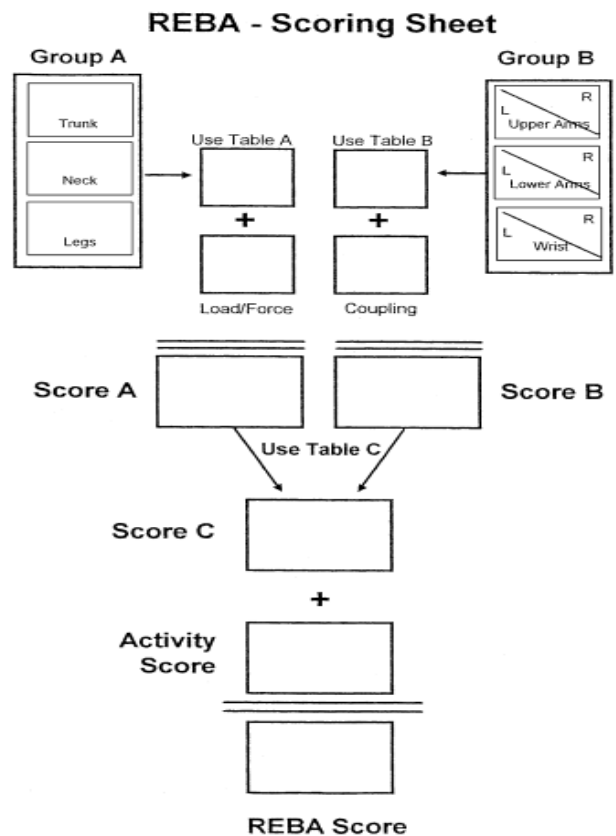 REBA - Scoring Sheet
Group A
Group B
Trunk
Neck
Legs
Use Table A
Use Table B
+
+
Load/Force
Coupling
L
R
Upper Arms
L
R
Lower Arms
L
R
Wrist
Score A
Score B
Use Table C
Score C
+
Activity
Score
REBA Score